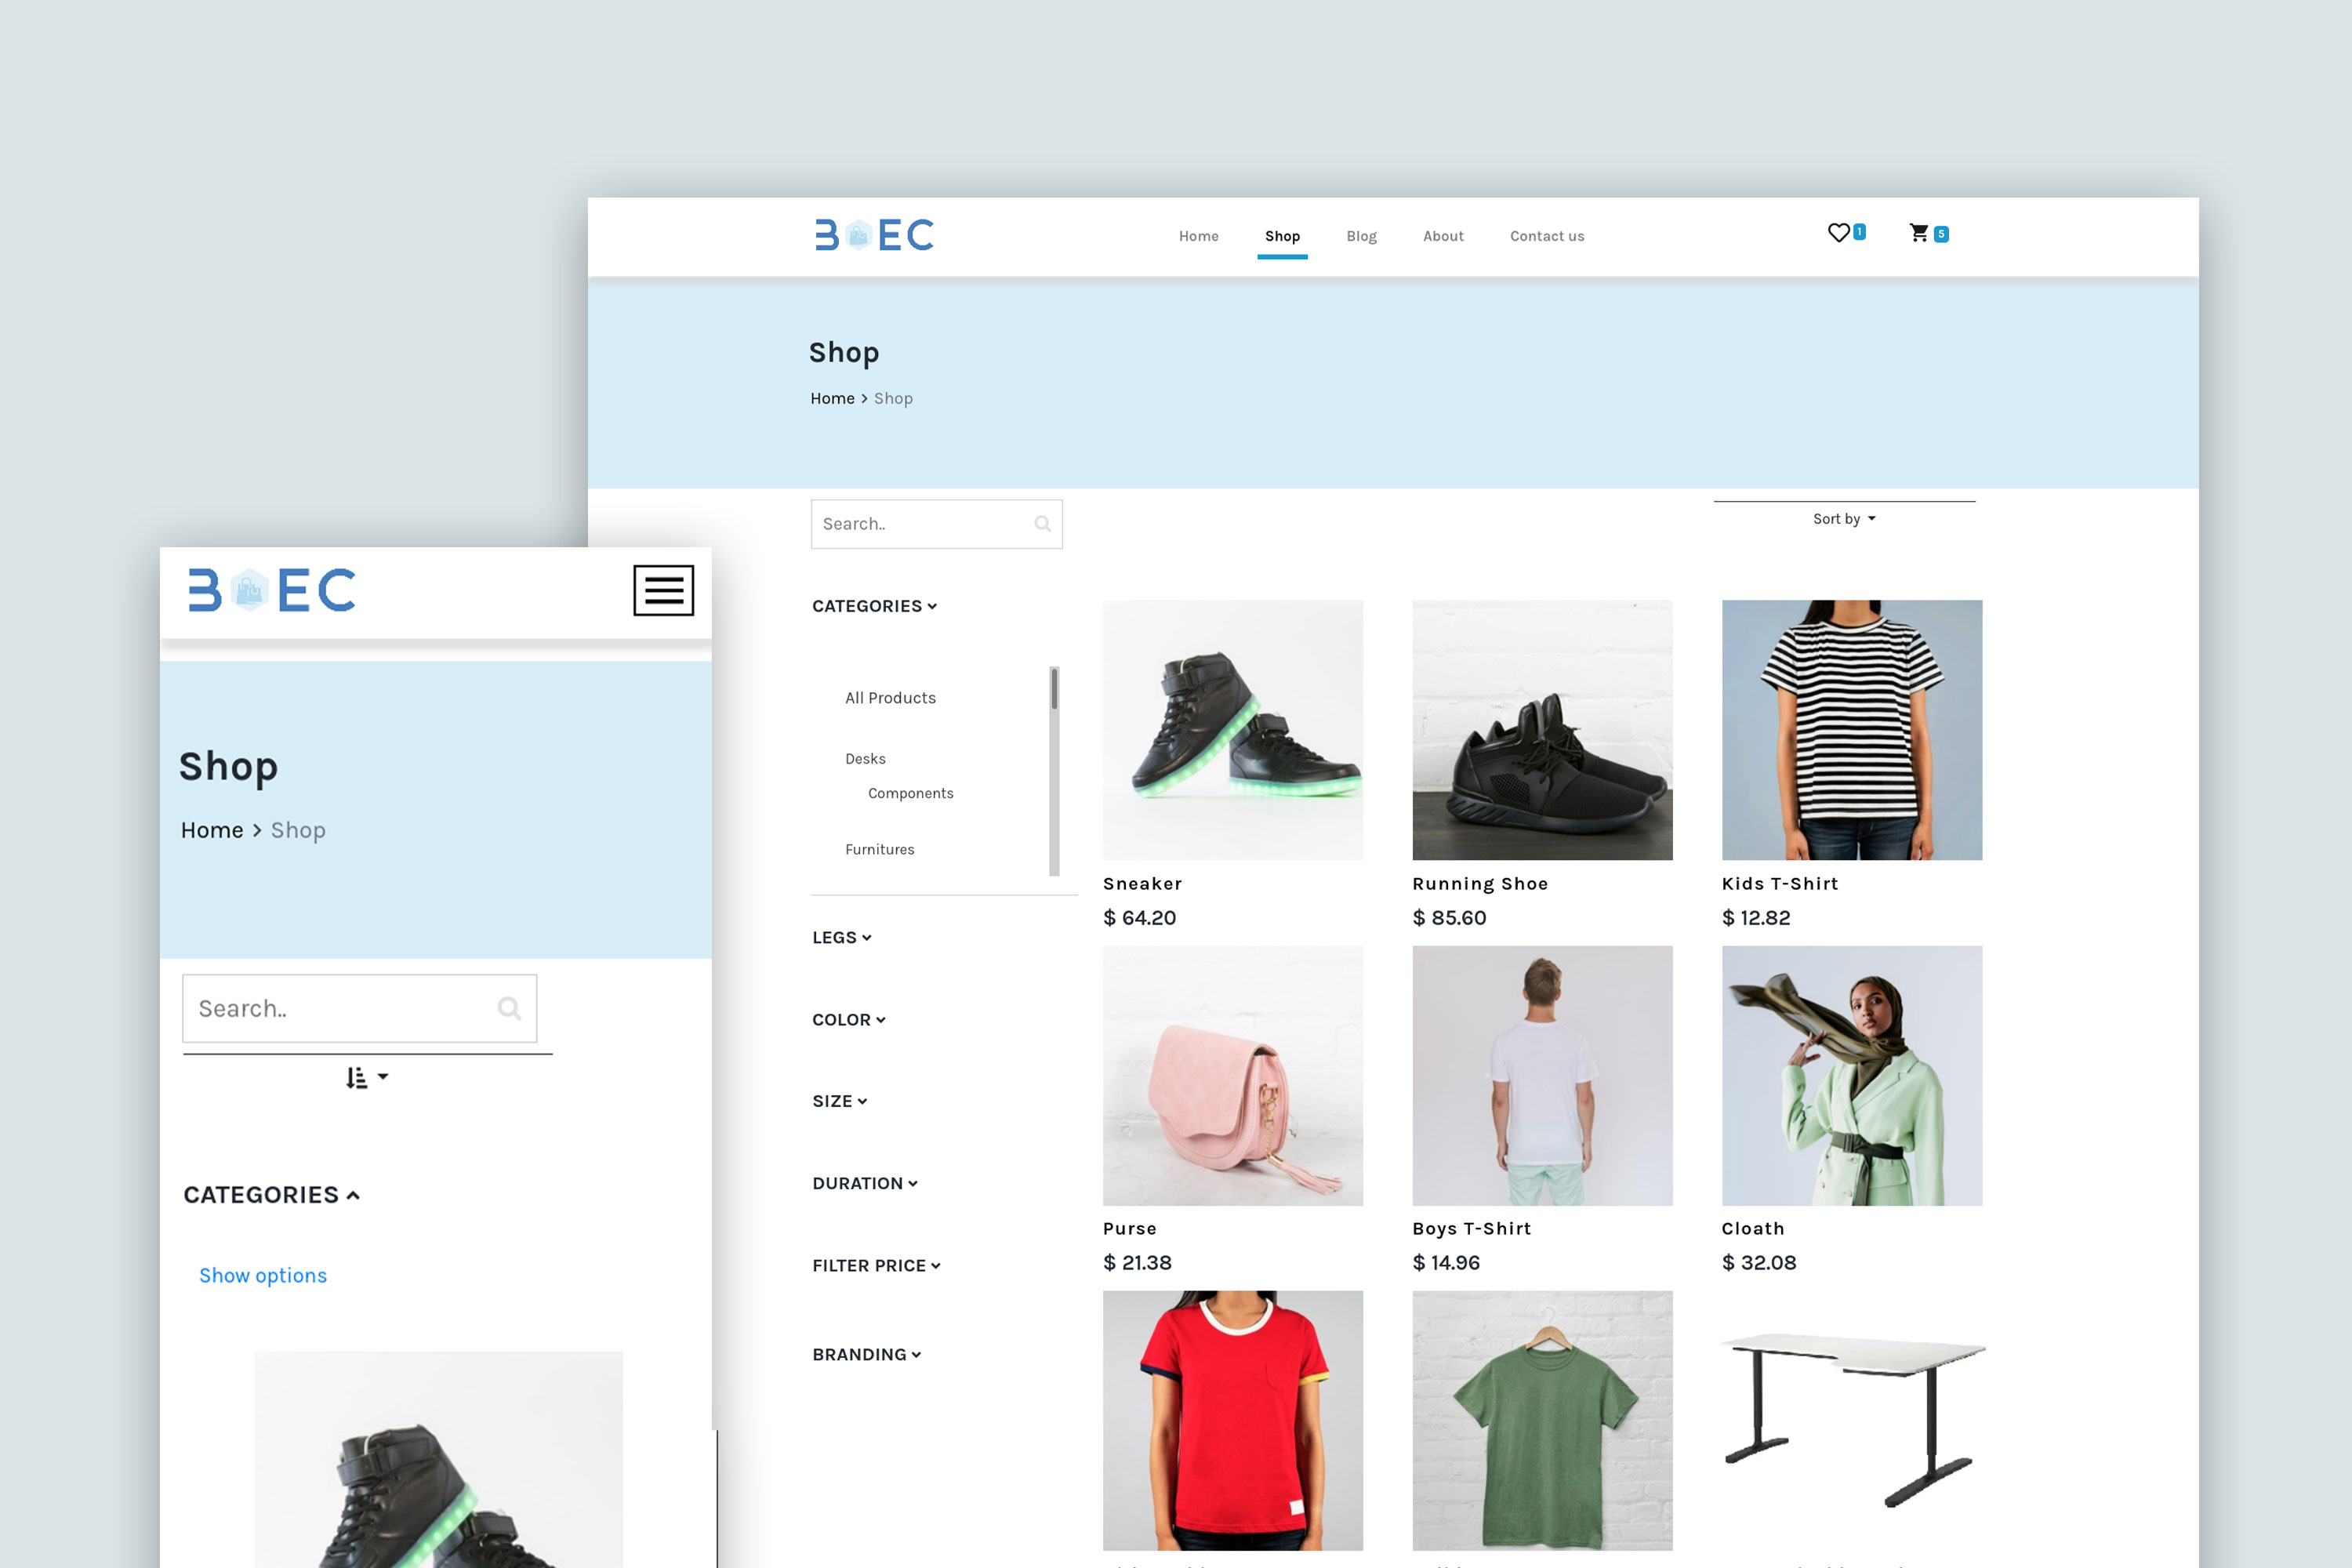 B EC
Home Shop Blog About Contact us
1
5
Shop
Home > Shop
Search..
Sort by
CATEGORIES
All Products
Desks
Components
Furnitures
LEGS
COLOR
SIZE
DURATION
FILTER PRICE
BRANDING
Sneaker
$ 64.20
Running Shoe
$ 85.60
Kids T-Shirt
$ 12.82
Purse
$ 21.38
Boys T-Shirt
$ 14.96
Cloath
$ 32.08
B EC
Shop
Home > Shop
Search..
CATEGORIES
Show options